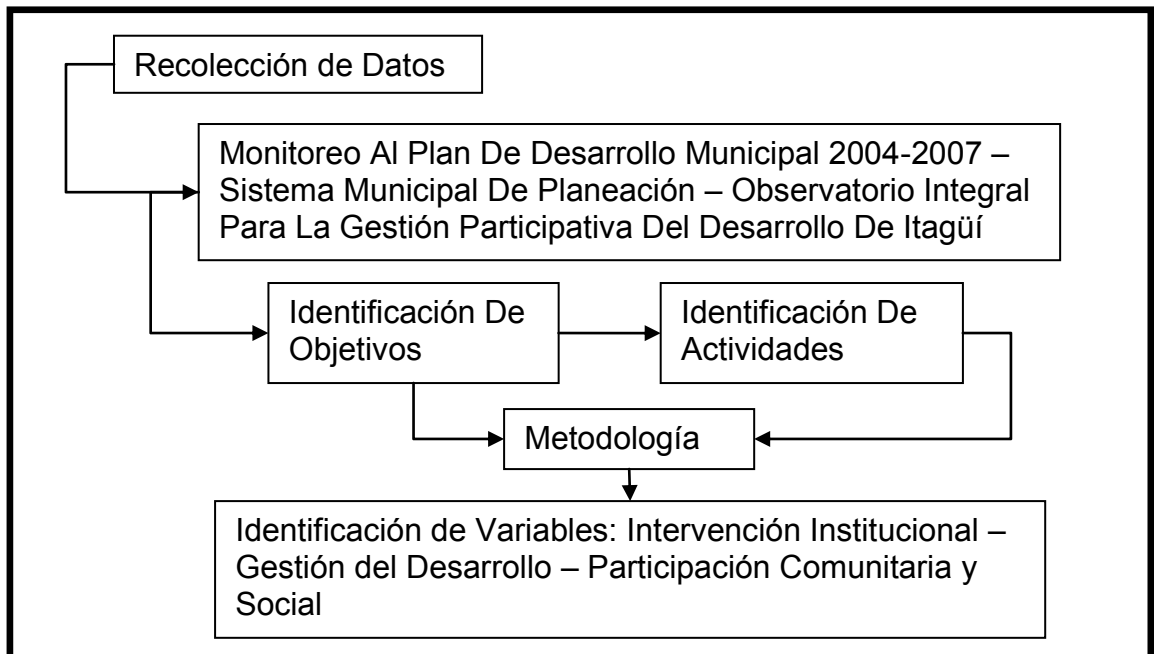 Recolección de Datos
Monitoreo Al Plan De Desarrollo Municipal 2004-2007 –
Sistema Municipal De Planeación – Observatorio Integral
Para La Gestión Participativa Del Desarrollo De Itagüí
Identificación De
Objetivos
Identificación De
Actividades
Metodología
Identificación de Variables: Intervención Institucional –
Gestión del Desarrollo – Participación Comunitaria y
Social